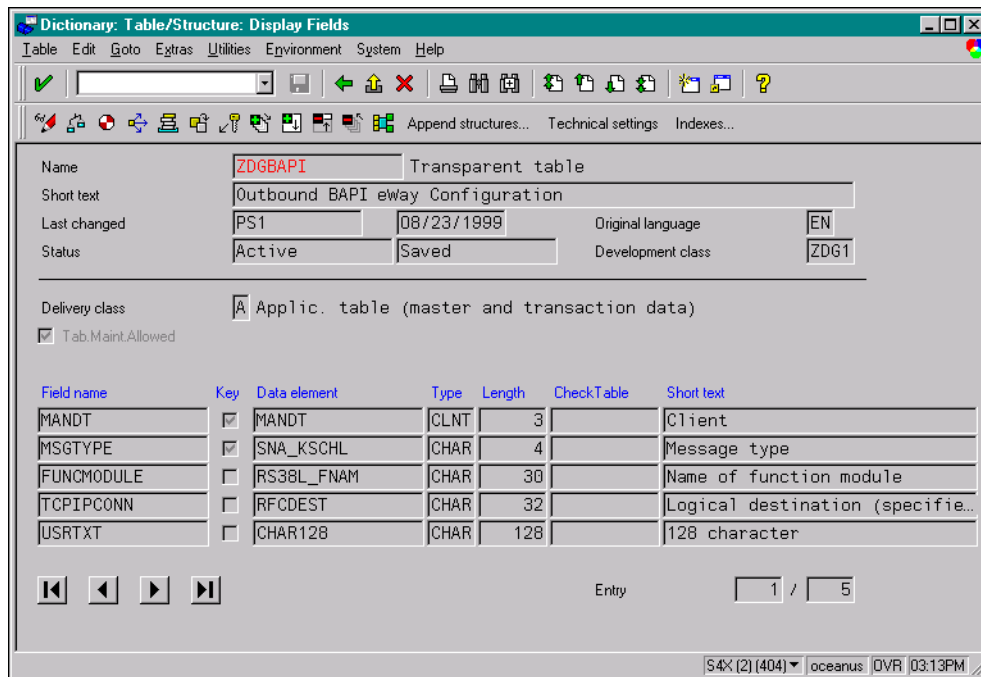 Dictionary: Table/Structure: Display Fields
Table Edit Goto Extras Utilities Environment System Help
Append structures... Technical settings Indexes...
Name ZDGBAPI Transparent table
Short text Outbound BAPI eWay Configuration
Last changed PS1 08/23/1999 Original language EN
Status Active Saved Development class ZDG1
Delivery class A Applic. table (master and transaction data)
Tab.Maint.Allowed
Field name Key Data element Type Length CheckTable Short text
MANDT MANDT CLNT 3 Client
MSGTYPE SNA_KSCHL CHAR 4 Message type
FUNCMODULE RS38L_FNAM CHAR 30 Name of function module
TCPIPCONN RFCDEST CHAR 32 Logical destination (specifie...
USRTXT CHAR128 CHAR 128 128 character
Entry 1 / 5
S4X (2) (404) oceanus OVR 03:13PM